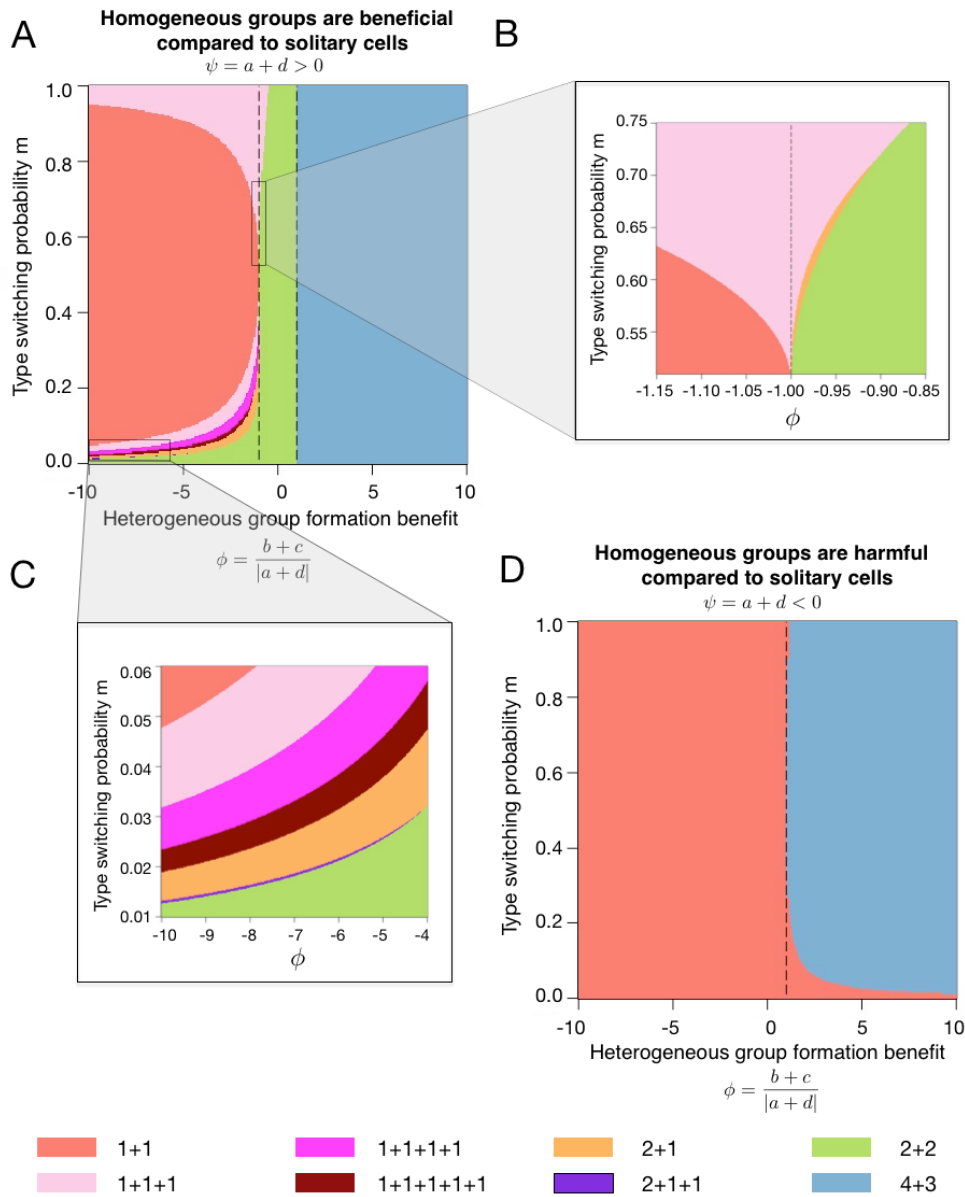 A
Homogeneous groups are beneficial
compared to solitary cells
ψ = a + d > 0
Type switching probability m
1.0
0.8
0.6
0.4
0.2
0.0
-10
-5
0
5
10
Heterogeneous group formation benefit
ϕ = b + c / |a + d|
B
Type switching probability m
0.75
0.70
0.65
0.60
0.55
-1.15
-1.10
-1.05
-1.00
-0.95
-0.90
-0.85
ϕ
C
Type switching probability m
0.06
0.05
0.04
0.03
0.02
0.01
-10
-9
-8
-7
-6
-5
-4
ϕ
D
Homogeneous groups are harmful
compared to solitary cells
ψ = a + d < 0
Type switching probability m
1.0
0.8
0.6
0.4
0.2
0.0
-10
-5
0
5
10
Heterogeneous group formation benefit
ϕ = b + c / |a + d|
1+1
1+1+1+1
2+1
2+2
1+1+1
1+1+1+1+1
2+1+1
4+3